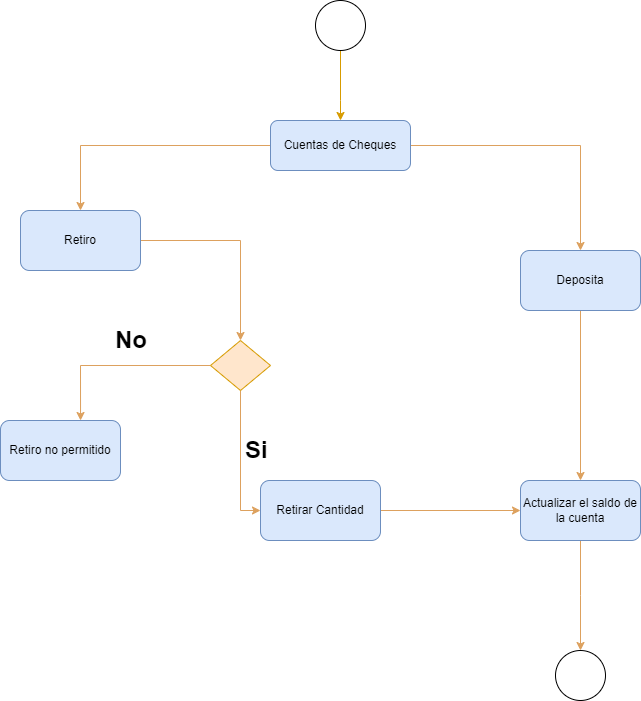 Cuentas de Cheques
Retiro
Deposita
No
Retiro no permitido
Si
Retirar Cantidad
Actualizar el saldo de
la cuenta